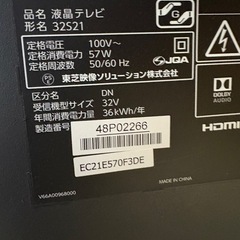 品名 液晶テレビ
形名 32S21
定格電圧 100V~
定格消費電力 57W
定格周波数 50/60 Hz
JQA
東芝映像ソリューション株式会社
区分名 DN
受信機型サイズ 32V
年間消費電力量 36kWh/年
製造番号 48P02266
EC21E570F3DE
V66A00968000
DOLBY
AUDIO
HDMI